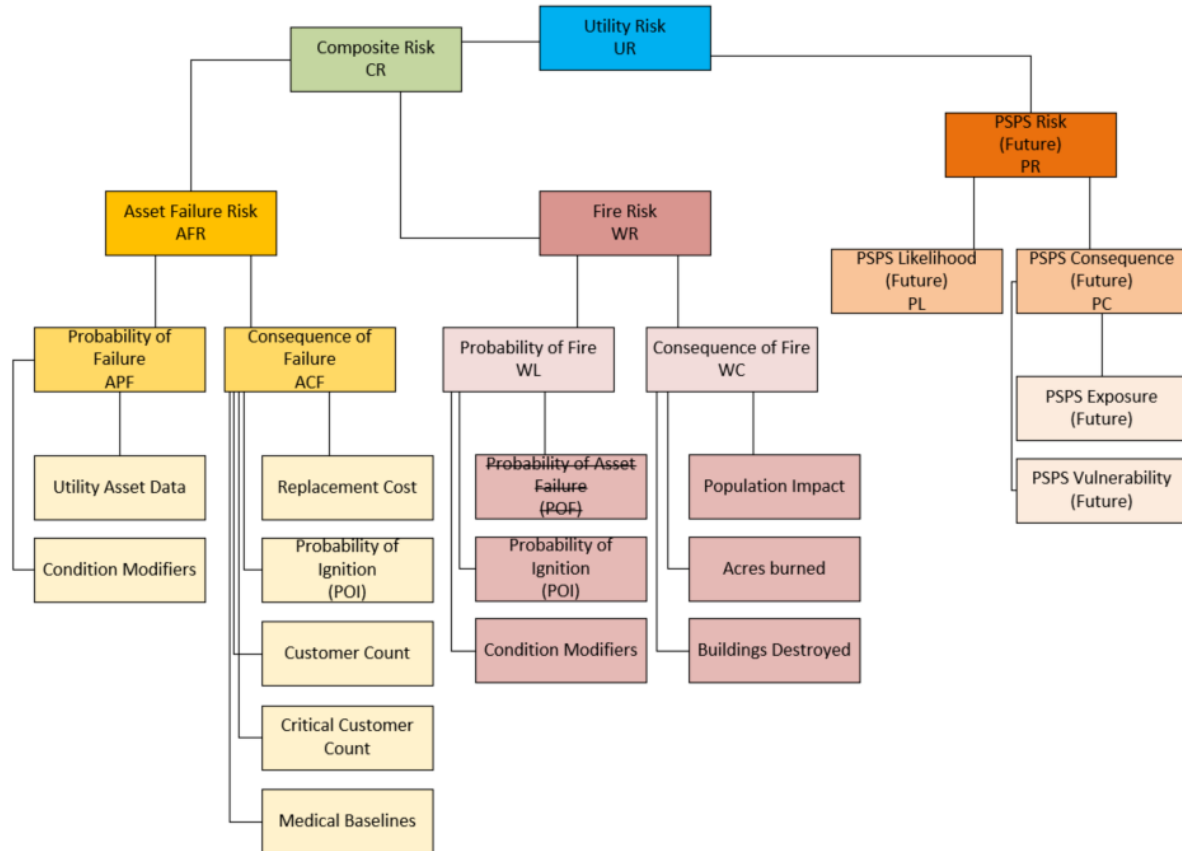 Utility Risk
UR
Composite Risk
CR
PSPS Risk
(Future)
PR
Asset Failure Risk
AFR
Fire Risk
WR
PSPS Likelihood
(Future)
PL
PSPS Consequence
(Future)
PC
Probability of
Failure
APF
Consequence of
Failure
ACF
Probability of Fire
WL
Consequence of Fire
WC
PSPS Exposure
(Future)
Utility Asset Data
Replacement Cost
Probability of Asset
Failure
(POF)
Population Impact
PSPS Vulnerability
(Future)
Condition Modifiers
Probability of
Ignition
(POI)
Probability of
Ignition
(POI)
Acres burned
Customer Count
Condition Modifiers
Buildings Destroyed
Critical Customer
Count
Medical Baselines